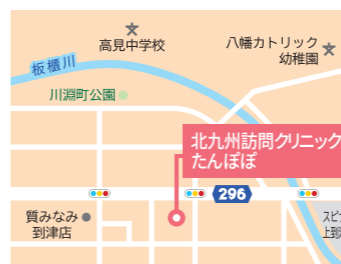 高見中学校
八幡カトリック
幼稚園
板櫃川
川淵町公園
北九州訪問クリニック
たんぽぽ
296
質みなみ
到津店
スピナ
上到